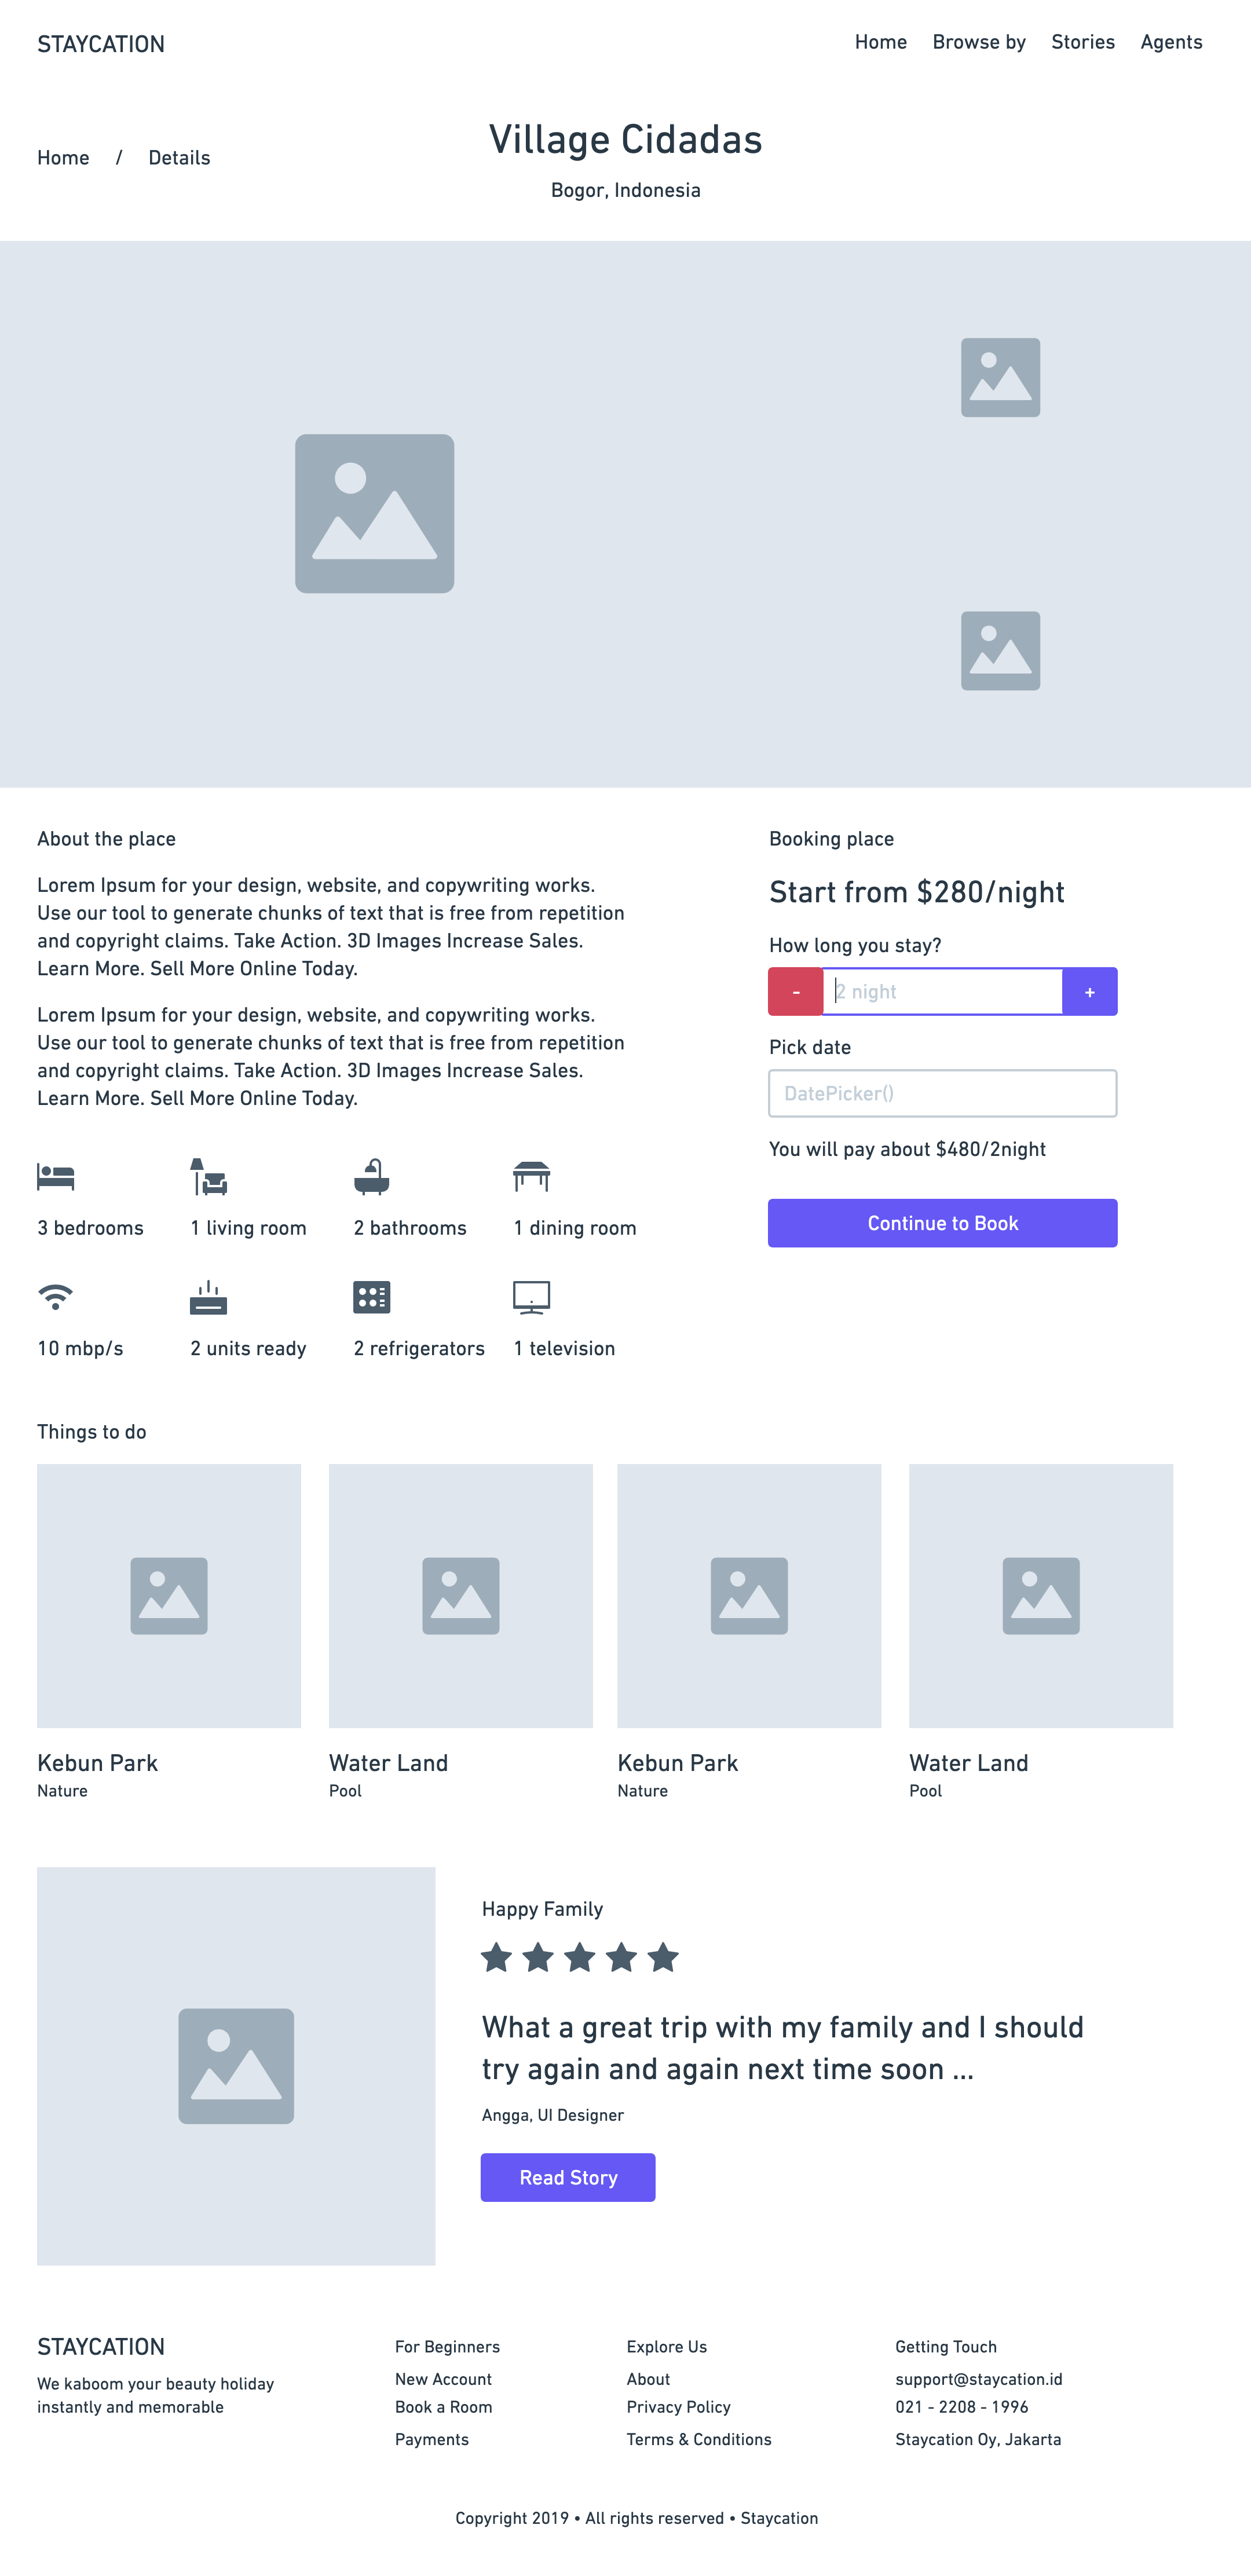 STAYCATION
Home Browse by Stories Agents
Village Cidadas
Home / Details
Bogor, Indonesia
About the place
Lorem Ipsum for your design, website, and copywriting works.
Use our tool to generate chunks of text that is free from repetition
and copyright claims. Take Action. 3D Images Increase Sales.
Learn More. Sell More Online Today.
Lorem Ipsum for your design, website, and copywriting works.
Use our tool to generate chunks of text that is free from repetition
and copyright claims. Take Action. 3D Images Increase Sales.
Learn More. Sell More Online Today.
3 bedrooms
1 living room
2 bathrooms
1 dining room
10 mbp/s
2 units ready
2 refrigerators
1 television
Booking place
Start from $280/night
How long you stay?
- 2 night +
Pick date
DatePicker()
You will pay about $480/2night
Continue to Book
Things to do
Kebun Park
Nature
Water Land
Pool
Kebun Park
Nature
Water Land
Pool
Happy Family
What a great trip with my family and I should
try again and again next time soon ...
Angga, UI Designer
Read Story
STAYCATION
We kaboom your beauty holiday
instantly and memorable
For Beginners
New Account
Book a Room
Payments
Explore Us
About
Privacy Policy
Terms & Conditions
Getting Touch
support@staycation.id
021 - 2208 - 1996
Staycation Oy, Jakarta
Copyright 2019 • All rights reserved • Staycation